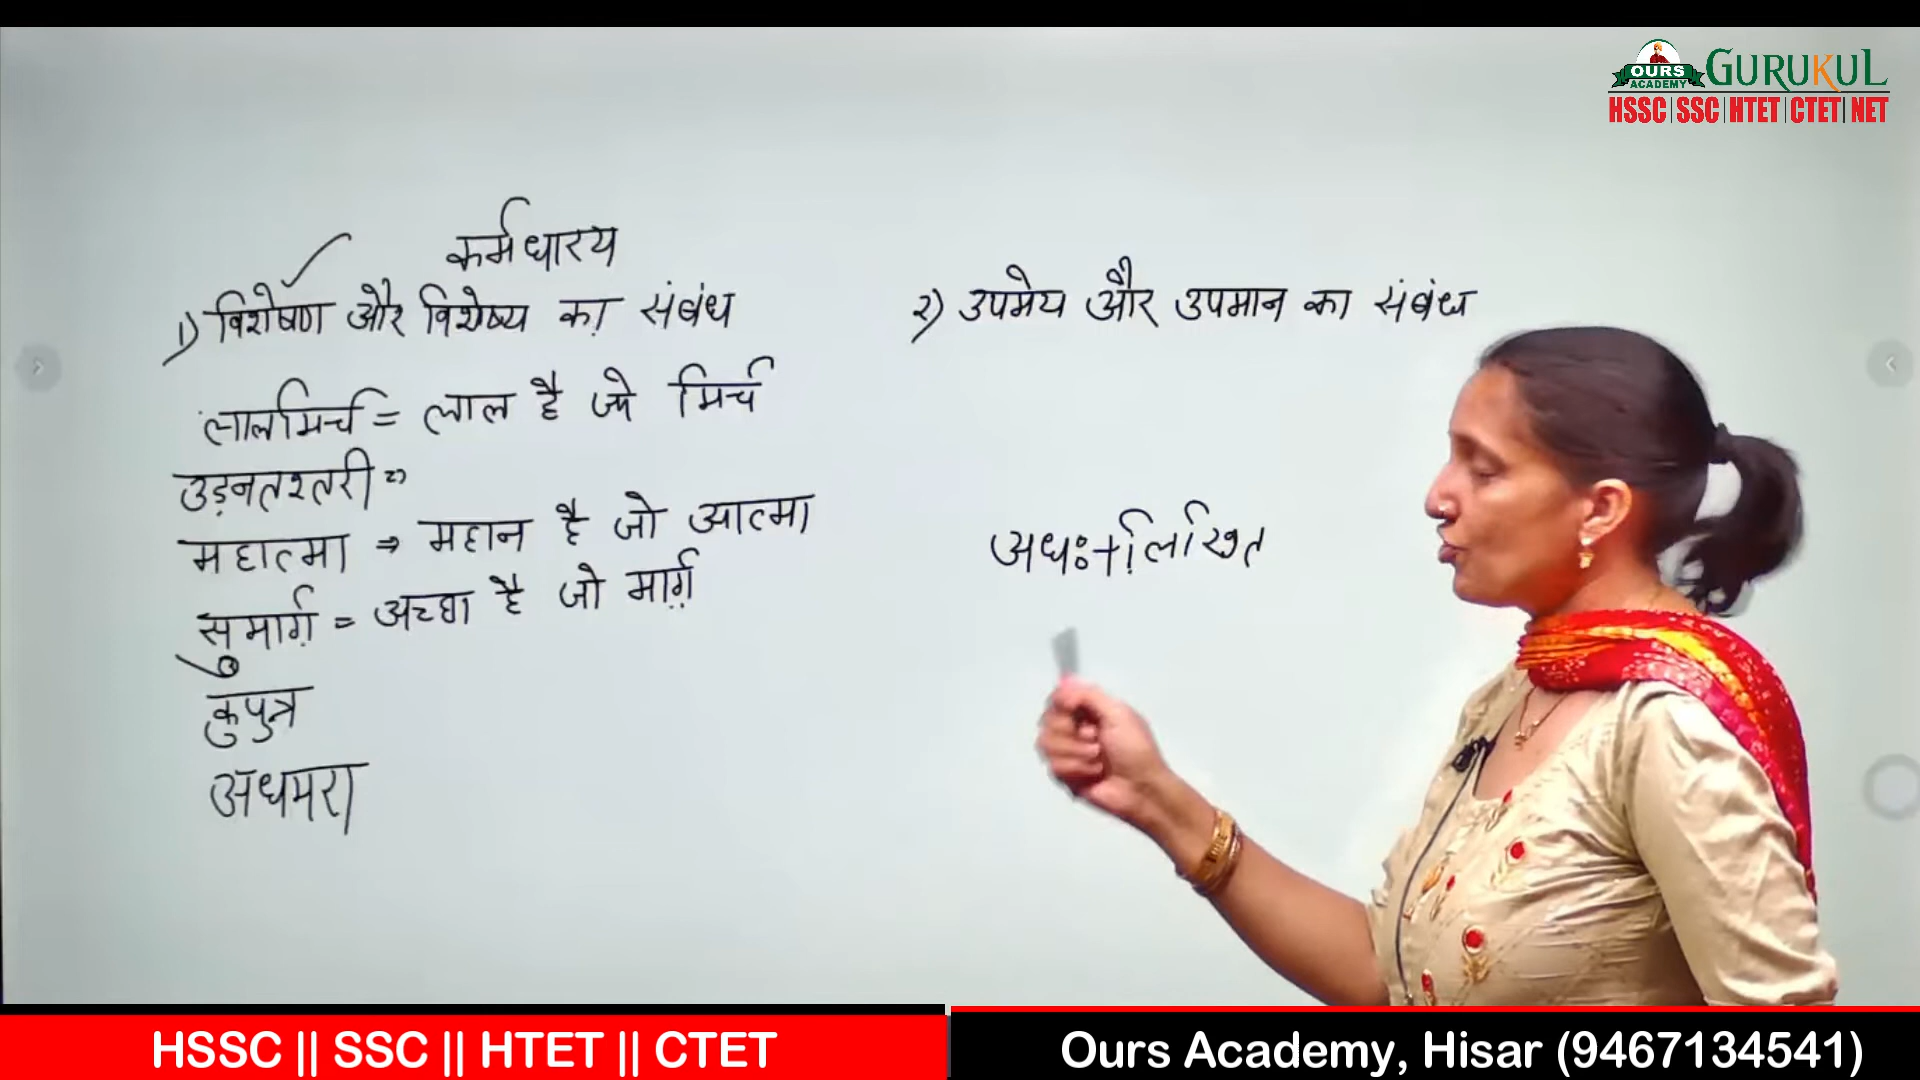 OURS ACADEMY GURUKUL
HSSC | SSC | HTET | CTET | NET
कर्मधारय
1) विशेषण और विशेष्य का संबंध
लालमिर्च = लाल है जो मिर्च
उड़नतश्तरी =)
महात्मा ⇒ महान है जो आत्मा
सुमार्ग = अच्छा है जो मार्ग
कुपुत्र
अधमरा
२) उपमेय और उपमान का संबंध
अधः+लिखित
HSSC || SSC || HTET || CTET
Ours Academy, Hisar (9467134541)